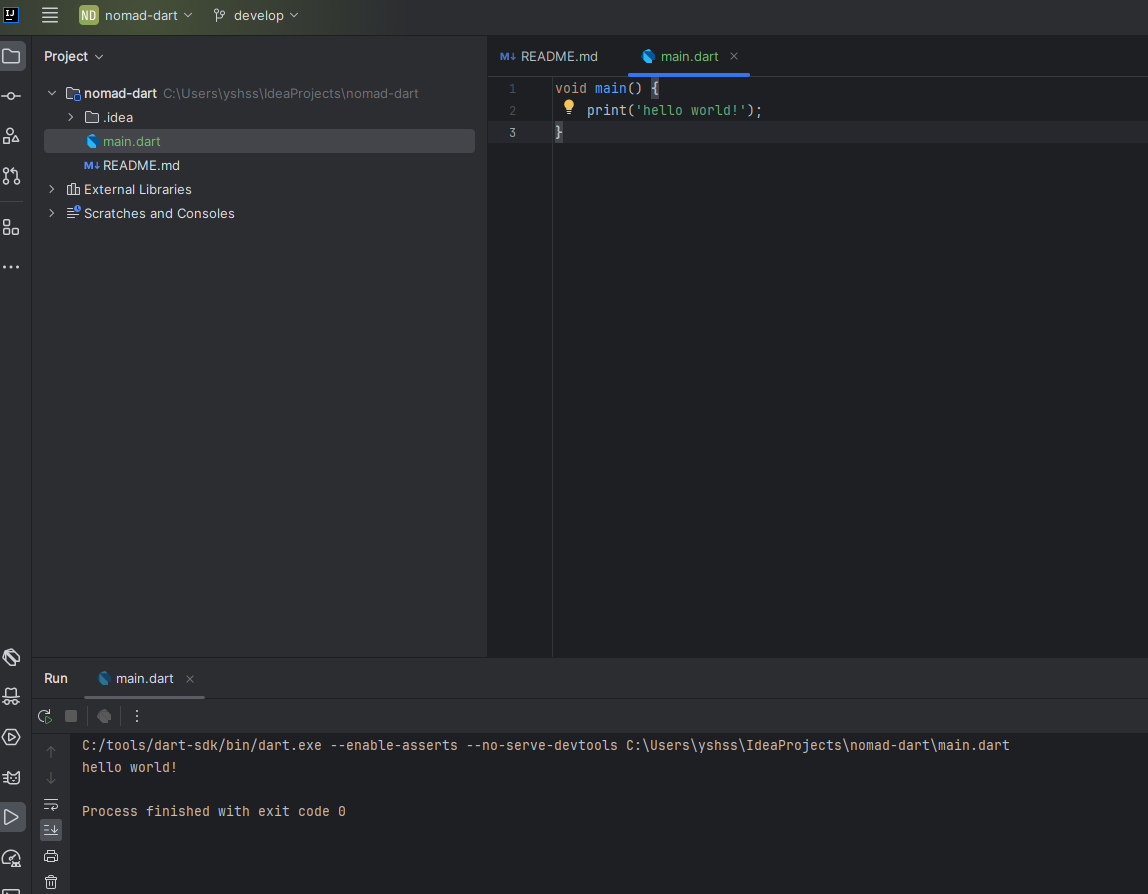 IJ
ND nomad-dart develop
Project
nomad-dart C:\Users\yshss\IdeaProjects\nomad-dart
.idea
main.dart
M↓ README.md
External Libraries
Scratches and Consoles
M↓ README.md main.dart
1 void main() {
2 print('hello world!');
3 }
Run main.dart
C:/tools/dart-sdk/bin/dart.exe --enable-asserts --no-serve-devtools C:\Users\yshss\IdeaProjects\nomad-dart\main.dart
hello world!
Process finished with exit code 0